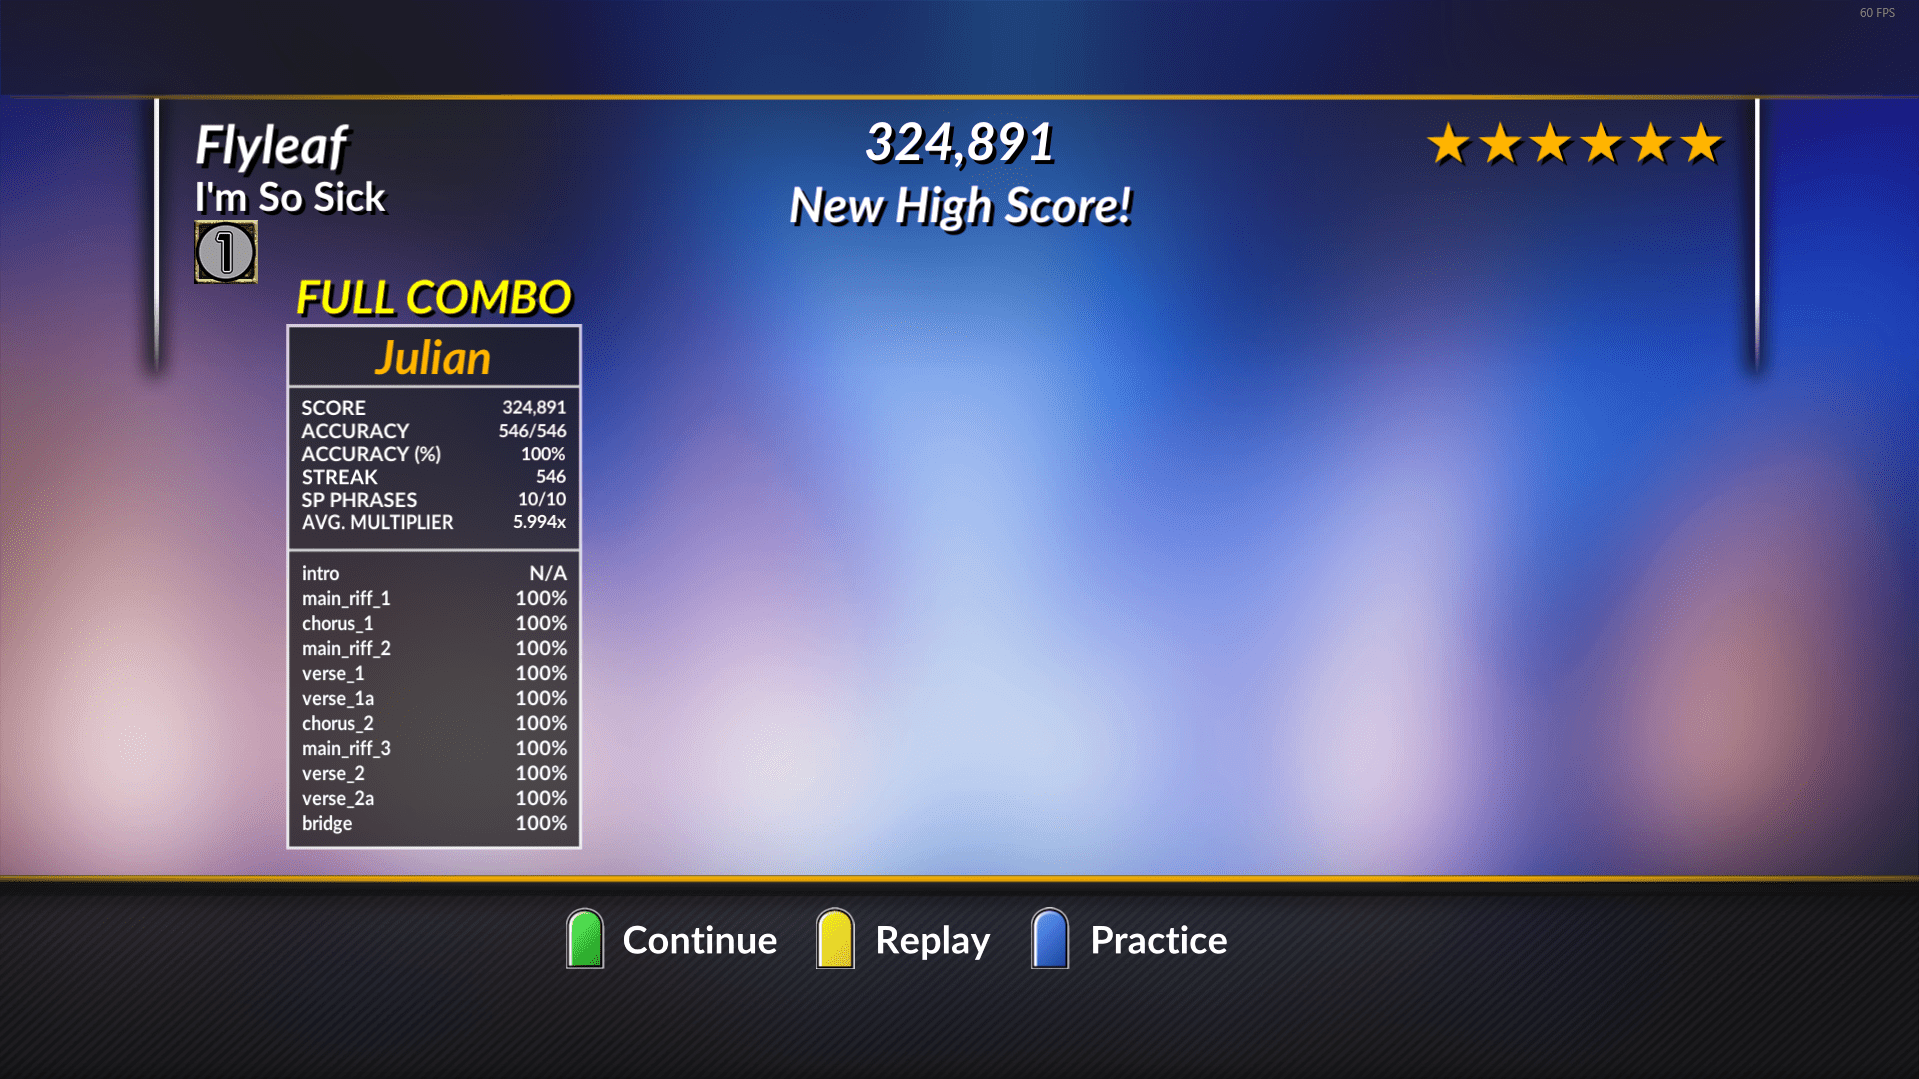 60 FPS
Flyleaf
I'm So Sick
1
324,891
New High Score!
FULL COMBO
Julian
SCORE 324,891
ACCURACY 546/546
ACCURACY (%) 100%
STREAK 546
SP PHRASES 10/10
AVG. MULTIPLIER 5.994x
intro N/A
main_riff_1 100%
chorus_1 100%
main_riff_2 100%
verse_1 100%
verse_1a 100%
chorus_2 100%
main_riff_3 100%
verse_2 100%
verse_2a 100%
bridge 100%
Continue Replay Practice